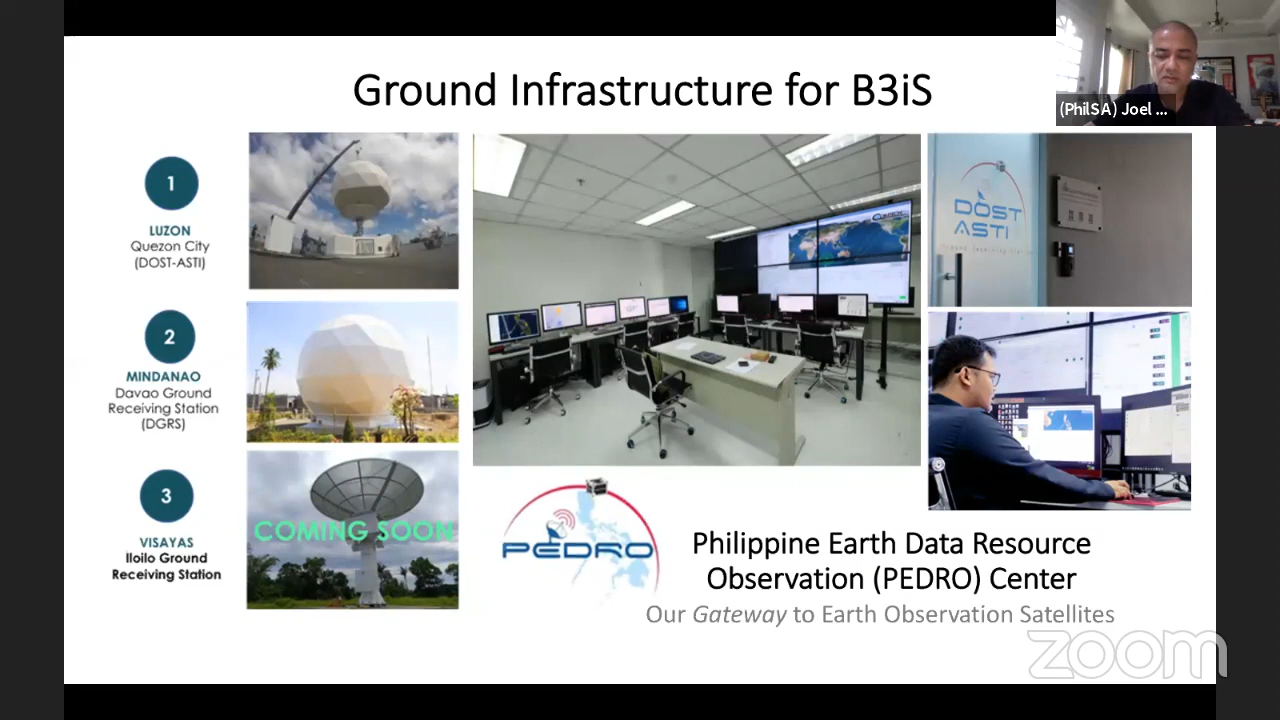 Ground Infrastructure for B3iS
(PhilSA) Joel ...
1
LUZON
Quezon City
(DOST-ASTI)
2
MINDANAO
Davao Ground
Receiving Station
(DGRS)
3
VISAYAS
Iloilo Ground
Receiving Station
COMING SOON
DOST
ASTI
PEDRO
Philippine Earth Data Resource
Observation (PEDRO) Center
Our Gateway to Earth Observation Satellites
zoom